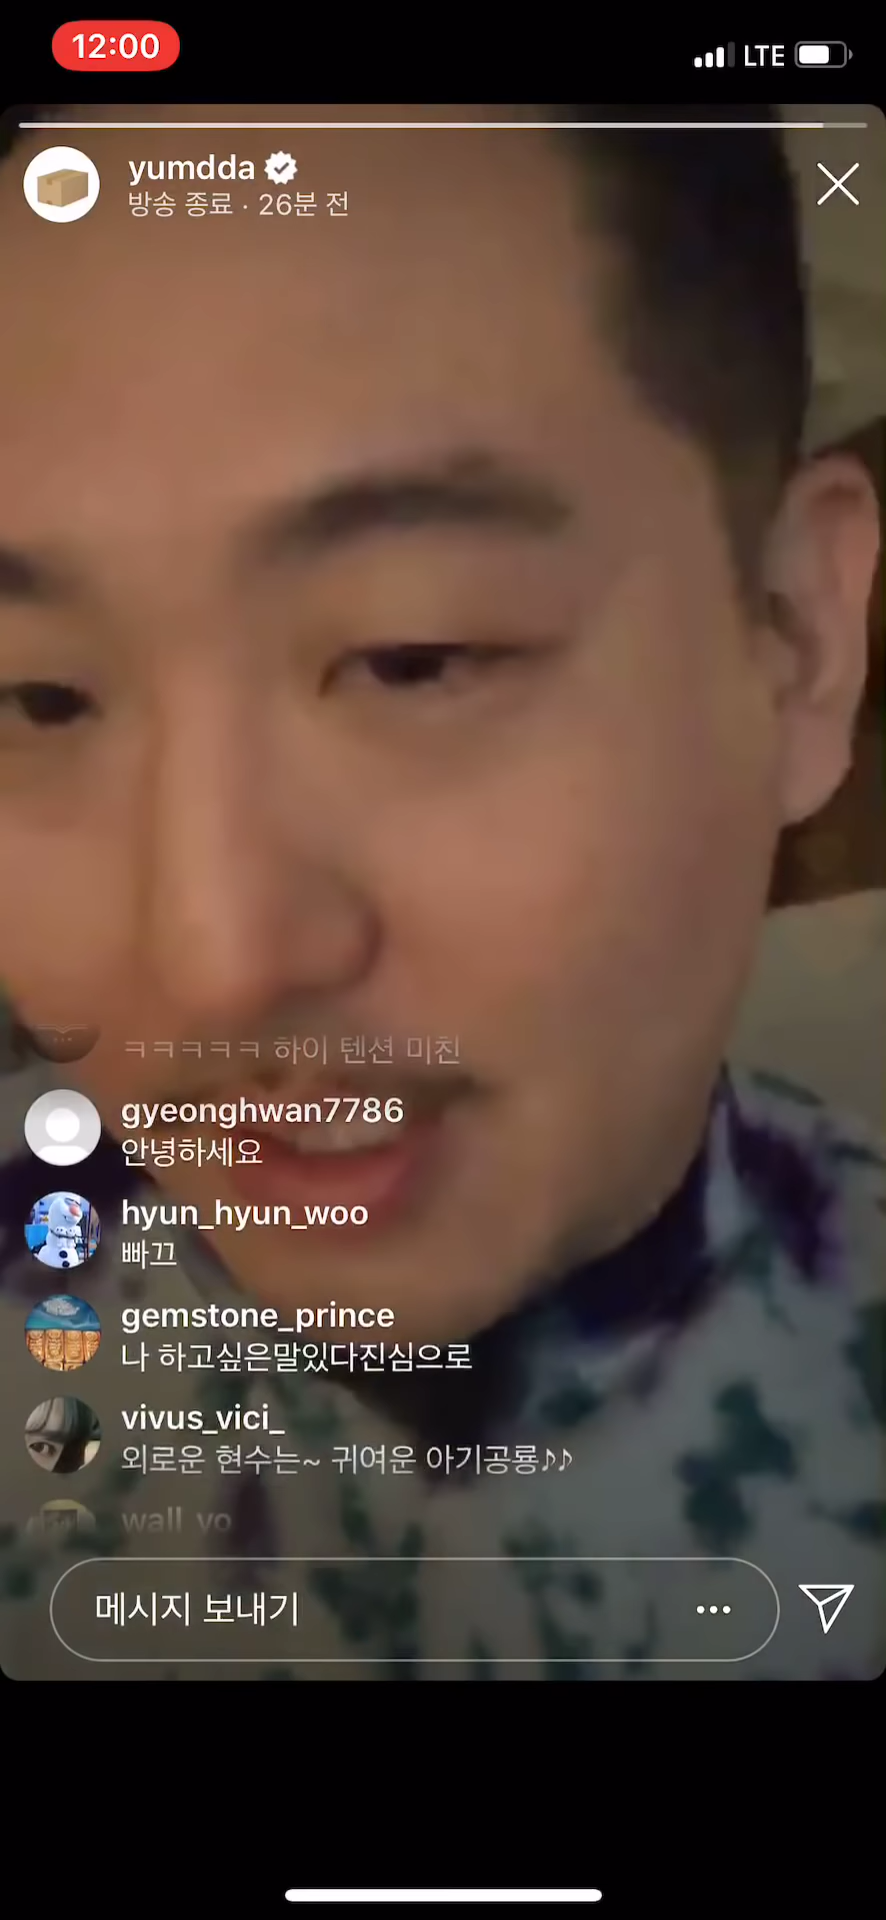 12:00
LTE
yumdda
방송 종료 · 26분 전
ㅋㅋㅋㅋㅋ 하이 텐션 미친
gyeonghwan7786
안녕하세요
hyun_hyun_woo
빠끄
gemstone_prince
나 하고싶은말있다진심으로
vivus_vici_
외로운 현수는~ 귀여운 아기공룡♪♪
wall_yo
메시지 보내기